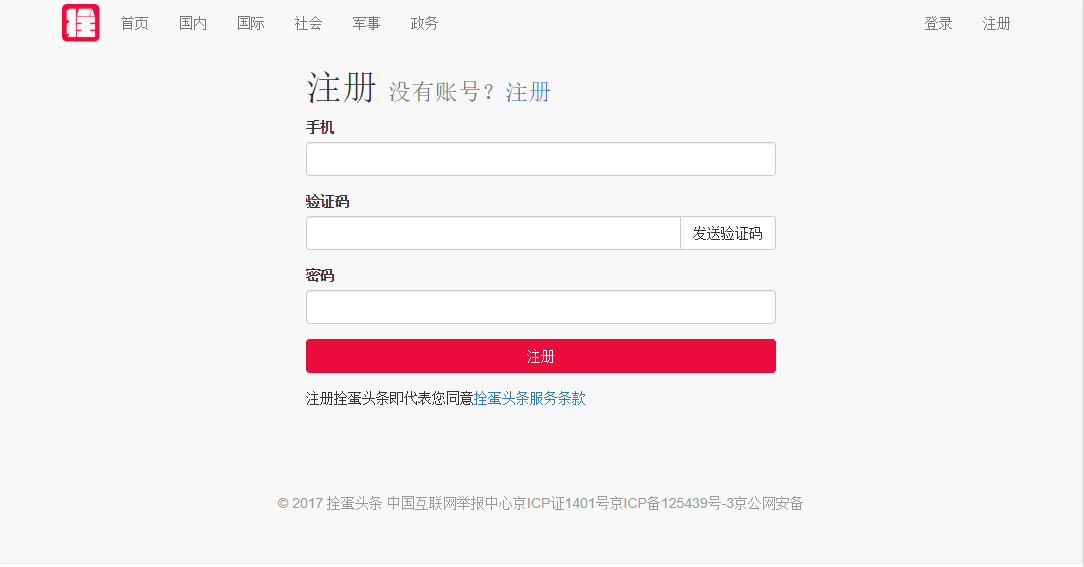 拴 首页 国内 国际 社会 军事 政务 登录 注册
注册 没有账号？注册
手机
验证码
发送验证码
密码
注册
注册拴蛋头条即代表您同意拴蛋头条服务条款
© 2017 拴蛋头条 中国互联网举报中心京ICP证1401号京ICP备125439号-3京公网安备